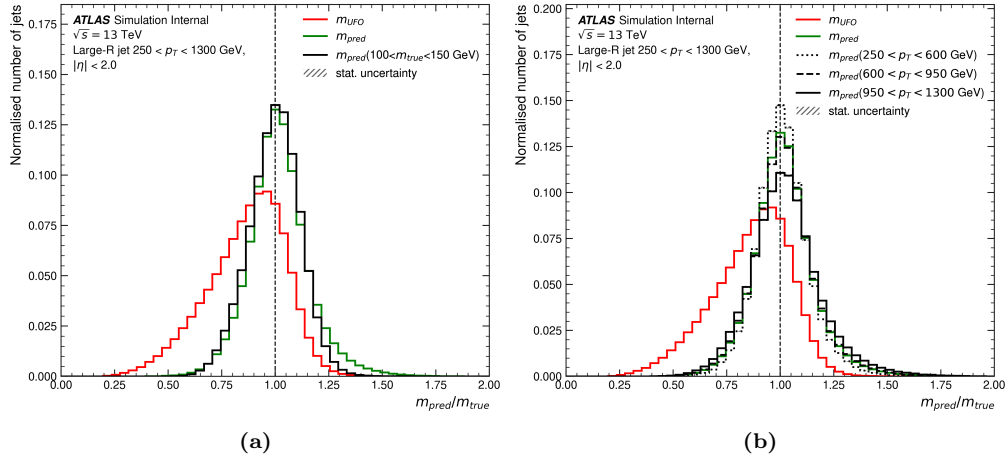 ATLAS Simulation Internal
√s = 13 TeV
Large-R jet 250 < p_T < 1300 GeV,
|η| < 2.0
m_UFO
m_pred
m_pred(100<m_true<150 GeV)
stat. uncertainty
Normalised number of jets
0.175
0.150
0.125
0.100
0.075
0.050
0.025
0.000
0.00 0.25 0.50 0.75 1.00 1.25 1.50 1.75 2.00
m_pred/m_true
(a)
ATLAS Simulation Internal
√s = 13 TeV
Large-R jet 250 < p_T < 1300 GeV,
|η| < 2.0
m_UFO
m_pred
m_pred(250 < p_T < 600 GeV)
m_pred(600 < p_T < 950 GeV)
m_pred(950 < p_T < 1300 GeV)
stat. uncertainty
Normalised number of jets
0.200
0.175
0.150
0.125
0.100
0.075
0.050
0.025
0.000
0.00 0.25 0.50 0.75 1.00 1.25 1.50 1.75 2.00
m_pred/m_true
(b)